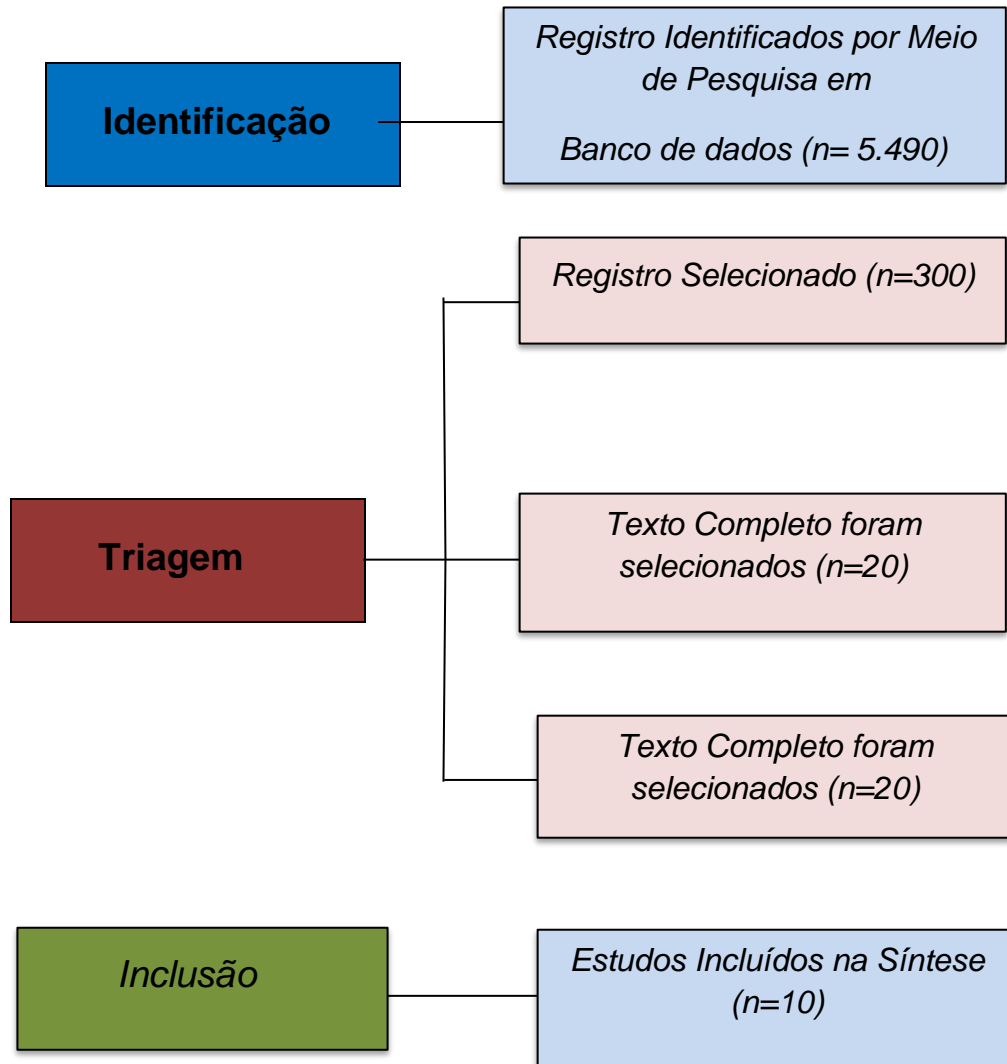 Identificação
Registro Identificados por Meio
de Pesquisa em
Banco de dados (n= 5.490)
Registro Selecionado (n=300)
Triagem
Texto Completo foram
selecionados (n=20)
Texto Completo foram
selecionados (n=20)
Inclusão
Estudos Incluídos na Síntese
(n=10)